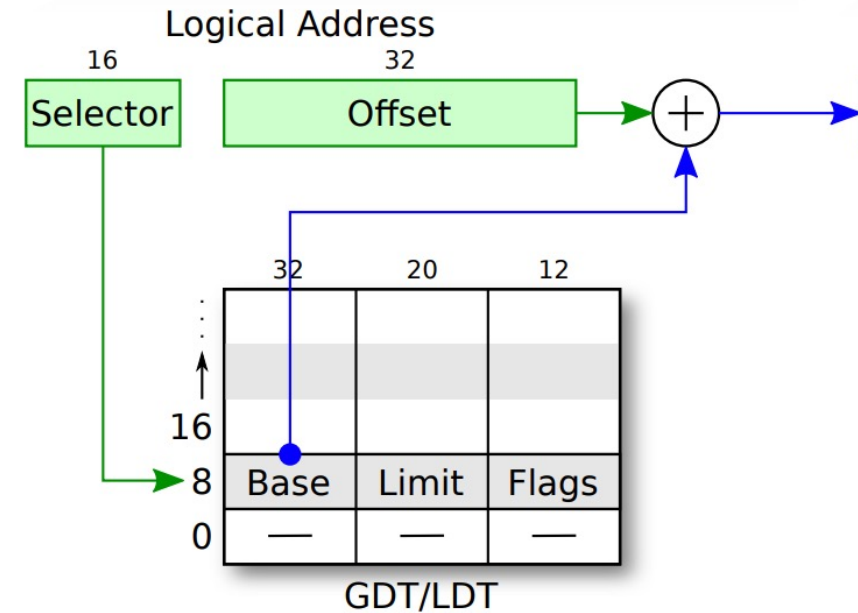 Logical Address
16 32
Selector Offset
32 20 12
16
8 Base Limit Flags
0 — — —
GDT/LDT